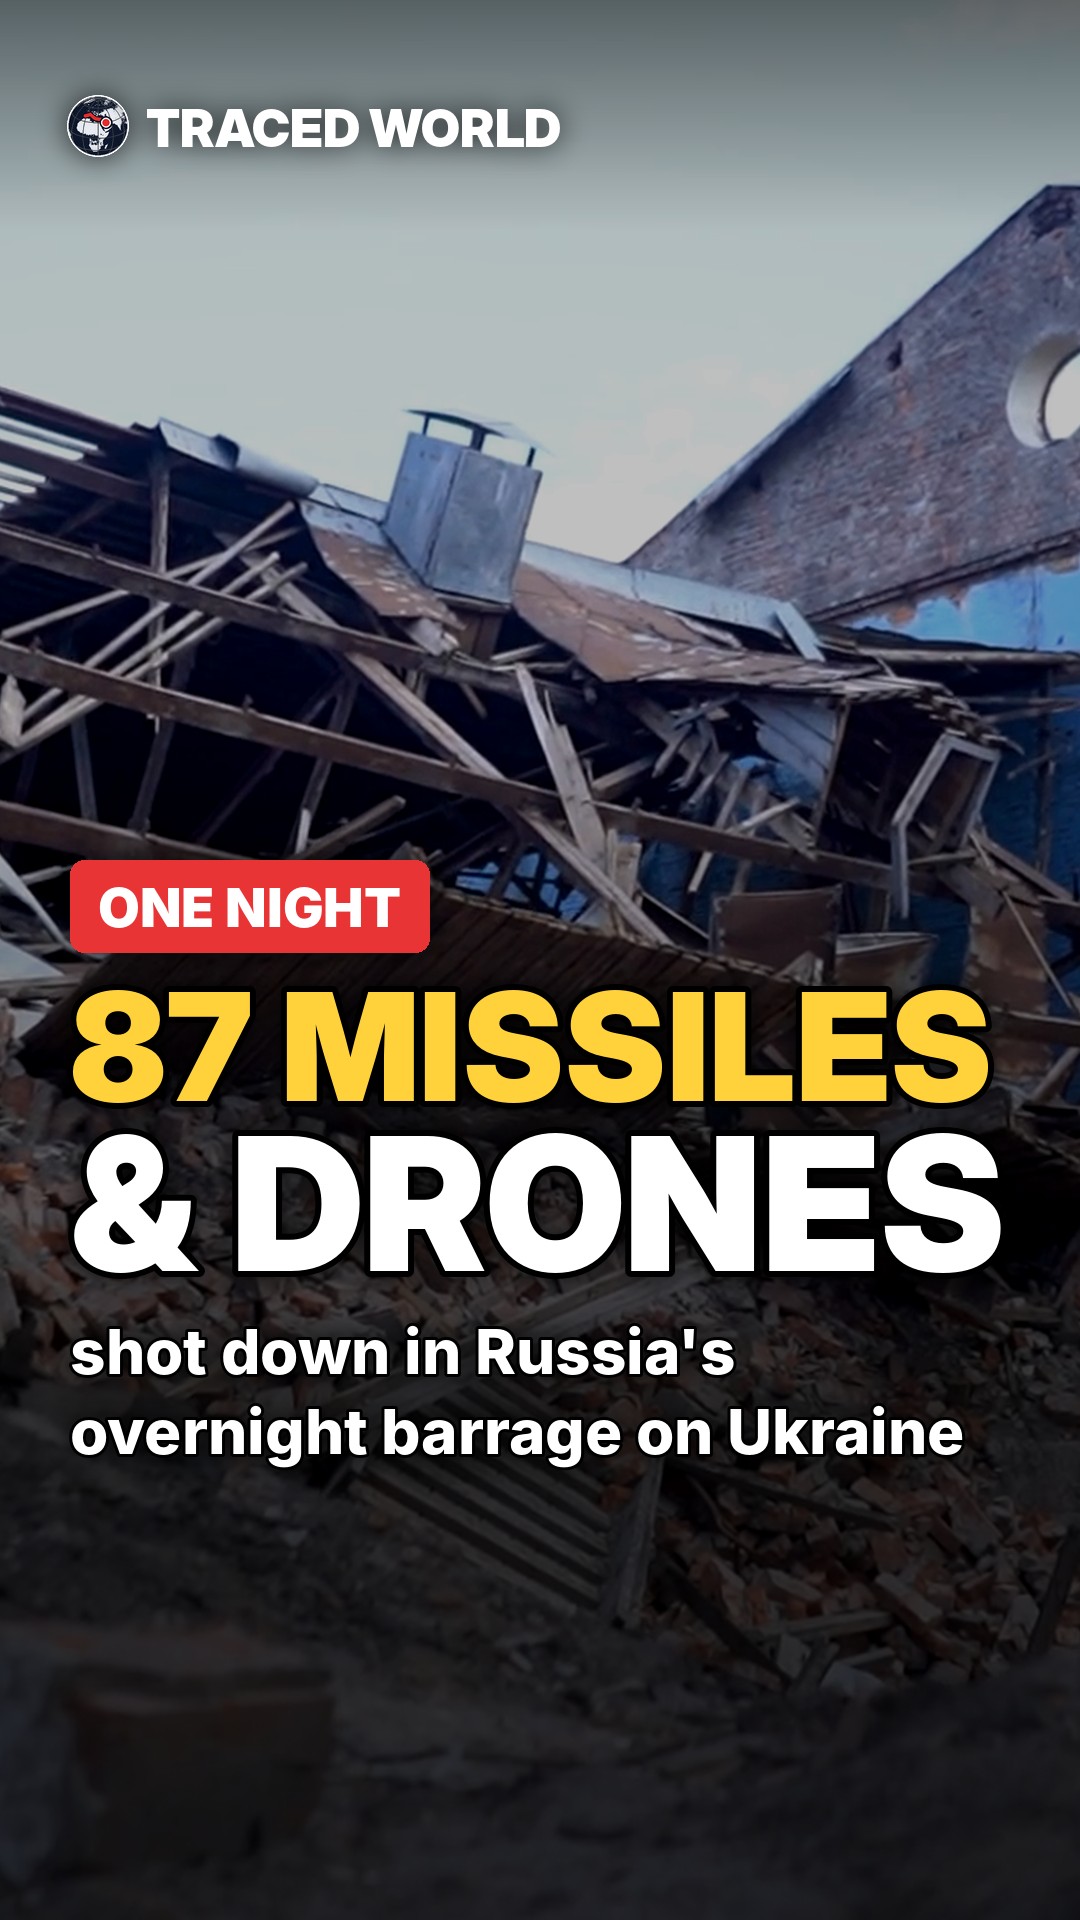 TRACED WORLD
ONE NIGHT
87 MISSILES
& DRONES
shot down in Russia's
overnight barrage on Ukraine